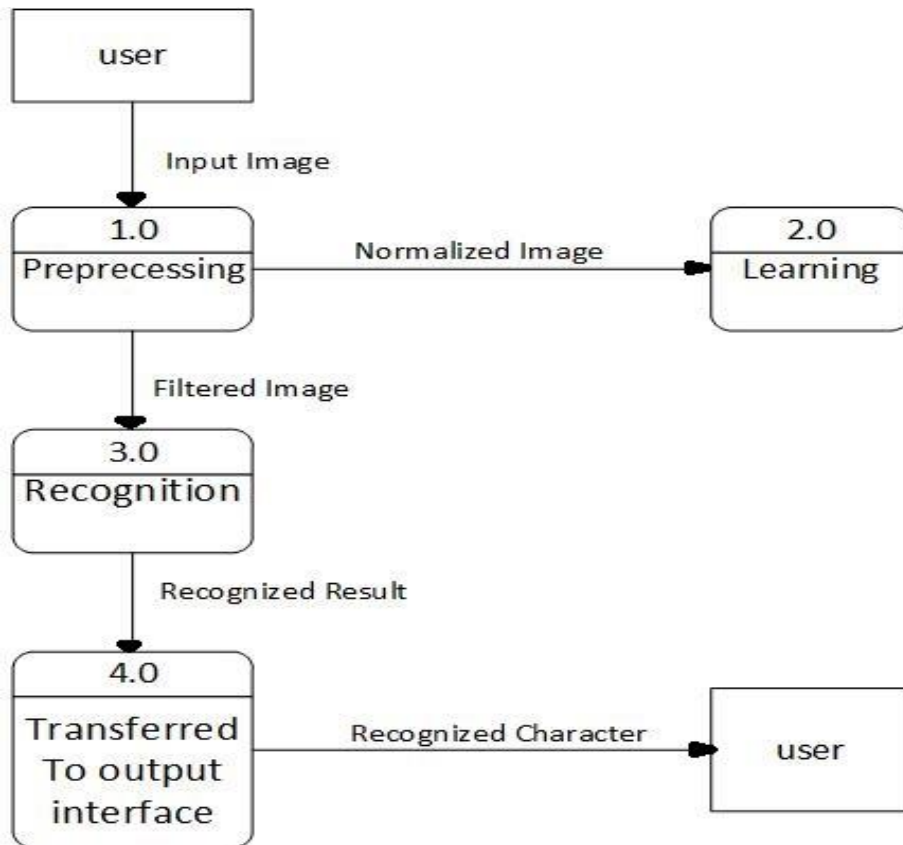 user
Input Image
1.0
Preprecessing
Normalized Image
2.0
Learning
Filtered Image
3.0
Recognition
Recognized Result
4.0
Transferred
To output
interface
Recognized Character
user